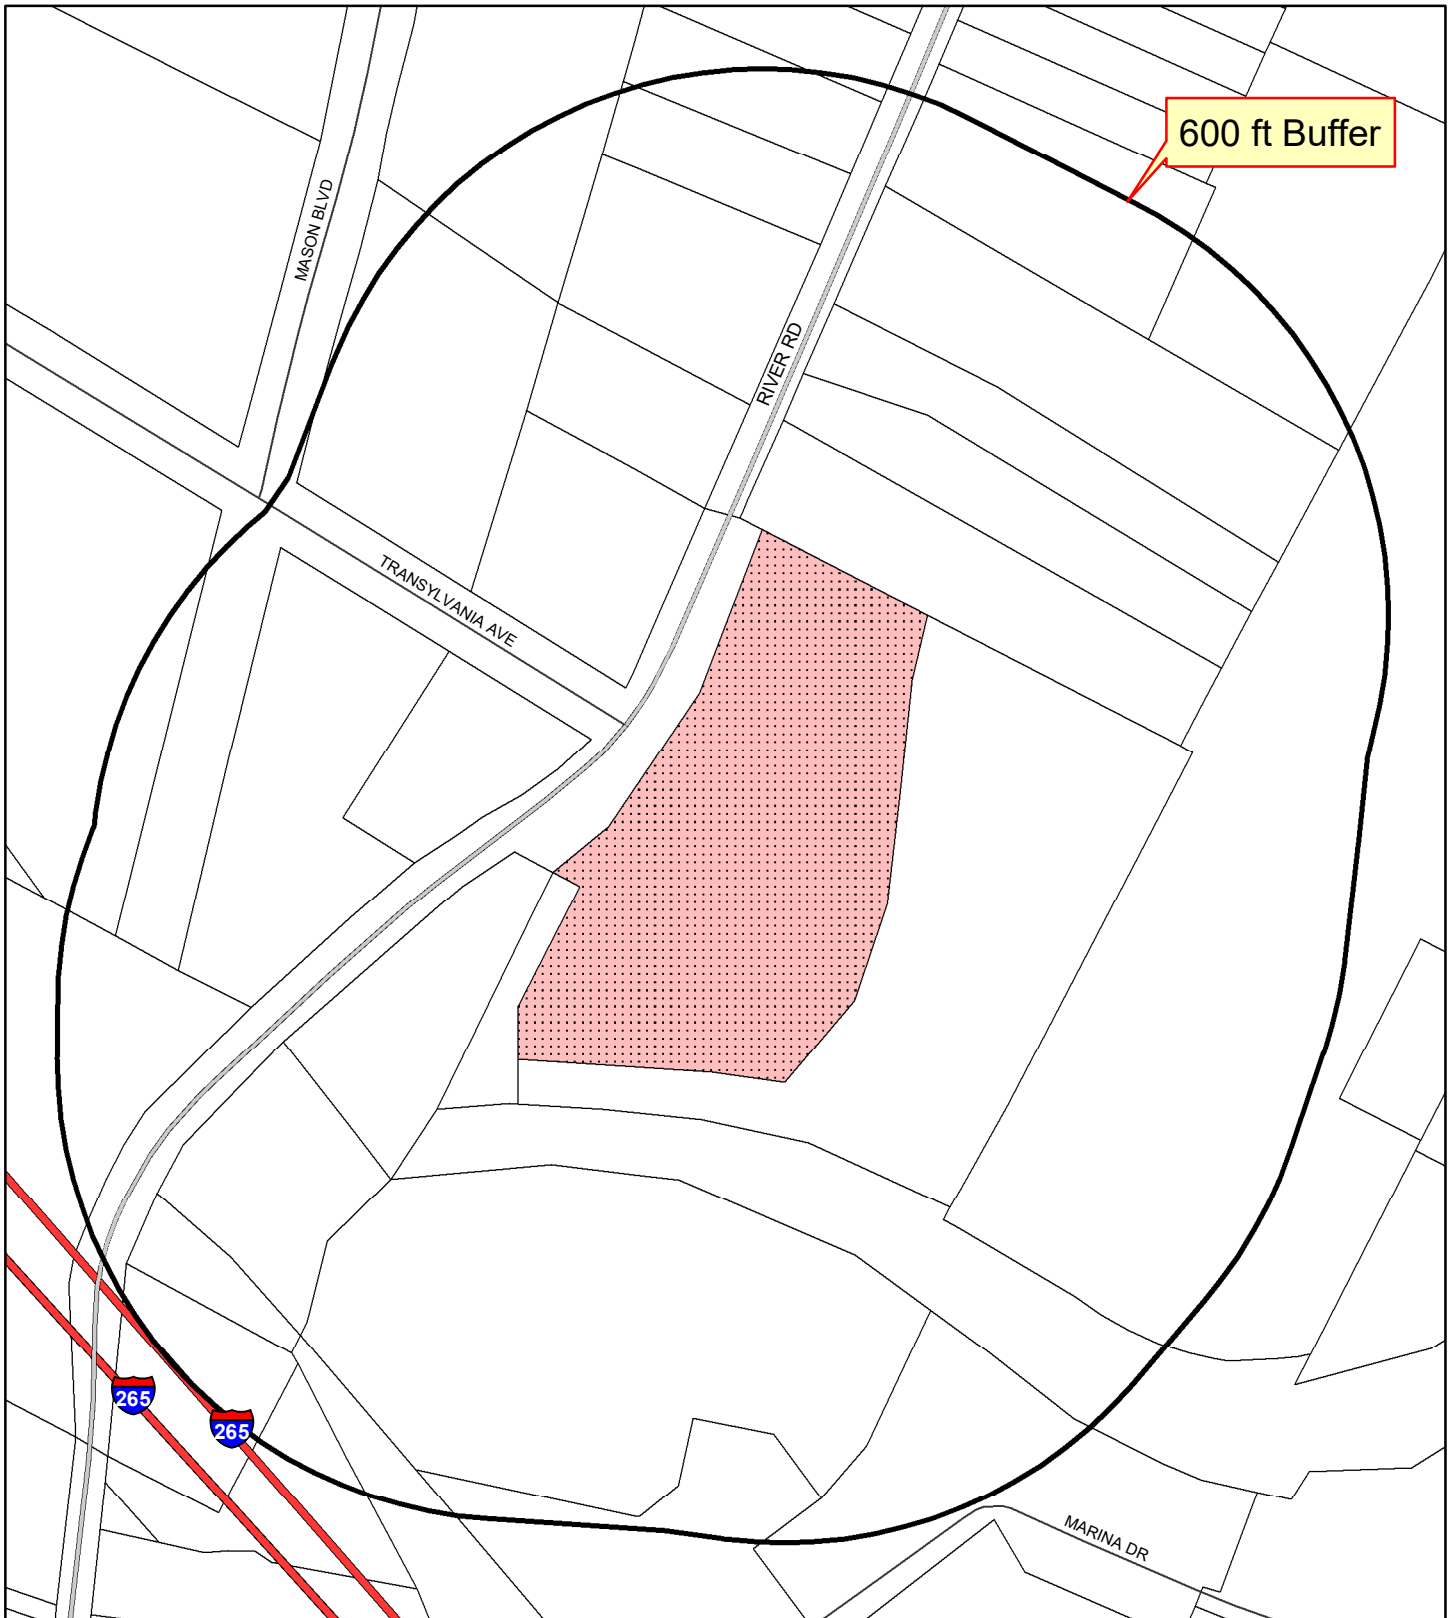 600 ft Buffer
MASON BLVD
RIVER RD
TRANSYLVANIA AVE
265
265
MARINA DR